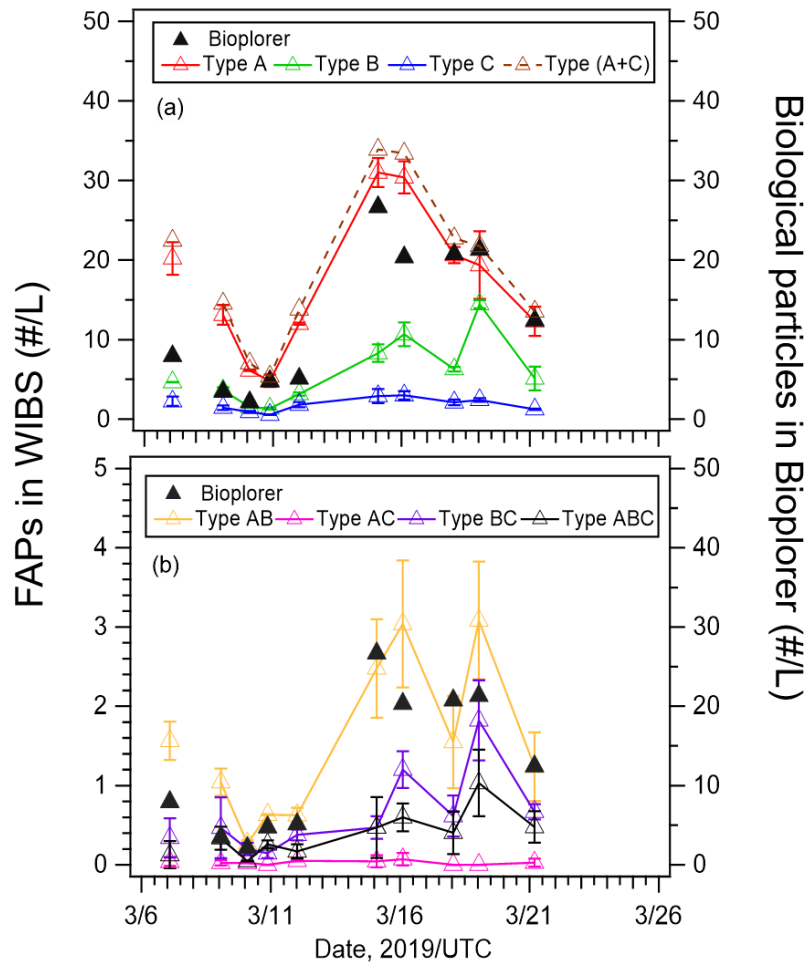 FAPs in WIBS (#/L)
Biological particles in Bioplorer (#/L)
50
40
30
20
10
0
50
40
30
20
10
0
Bioplorer
Type A Type B Type C Type (A+C)
(a)
5
4
3
2
1
0
50
40
30
20
10
0
Bioplorer
Type AB Type AC Type BC Type ABC
(b)
3/6 3/11 3/16 3/21 3/26
Date, 2019/UTC